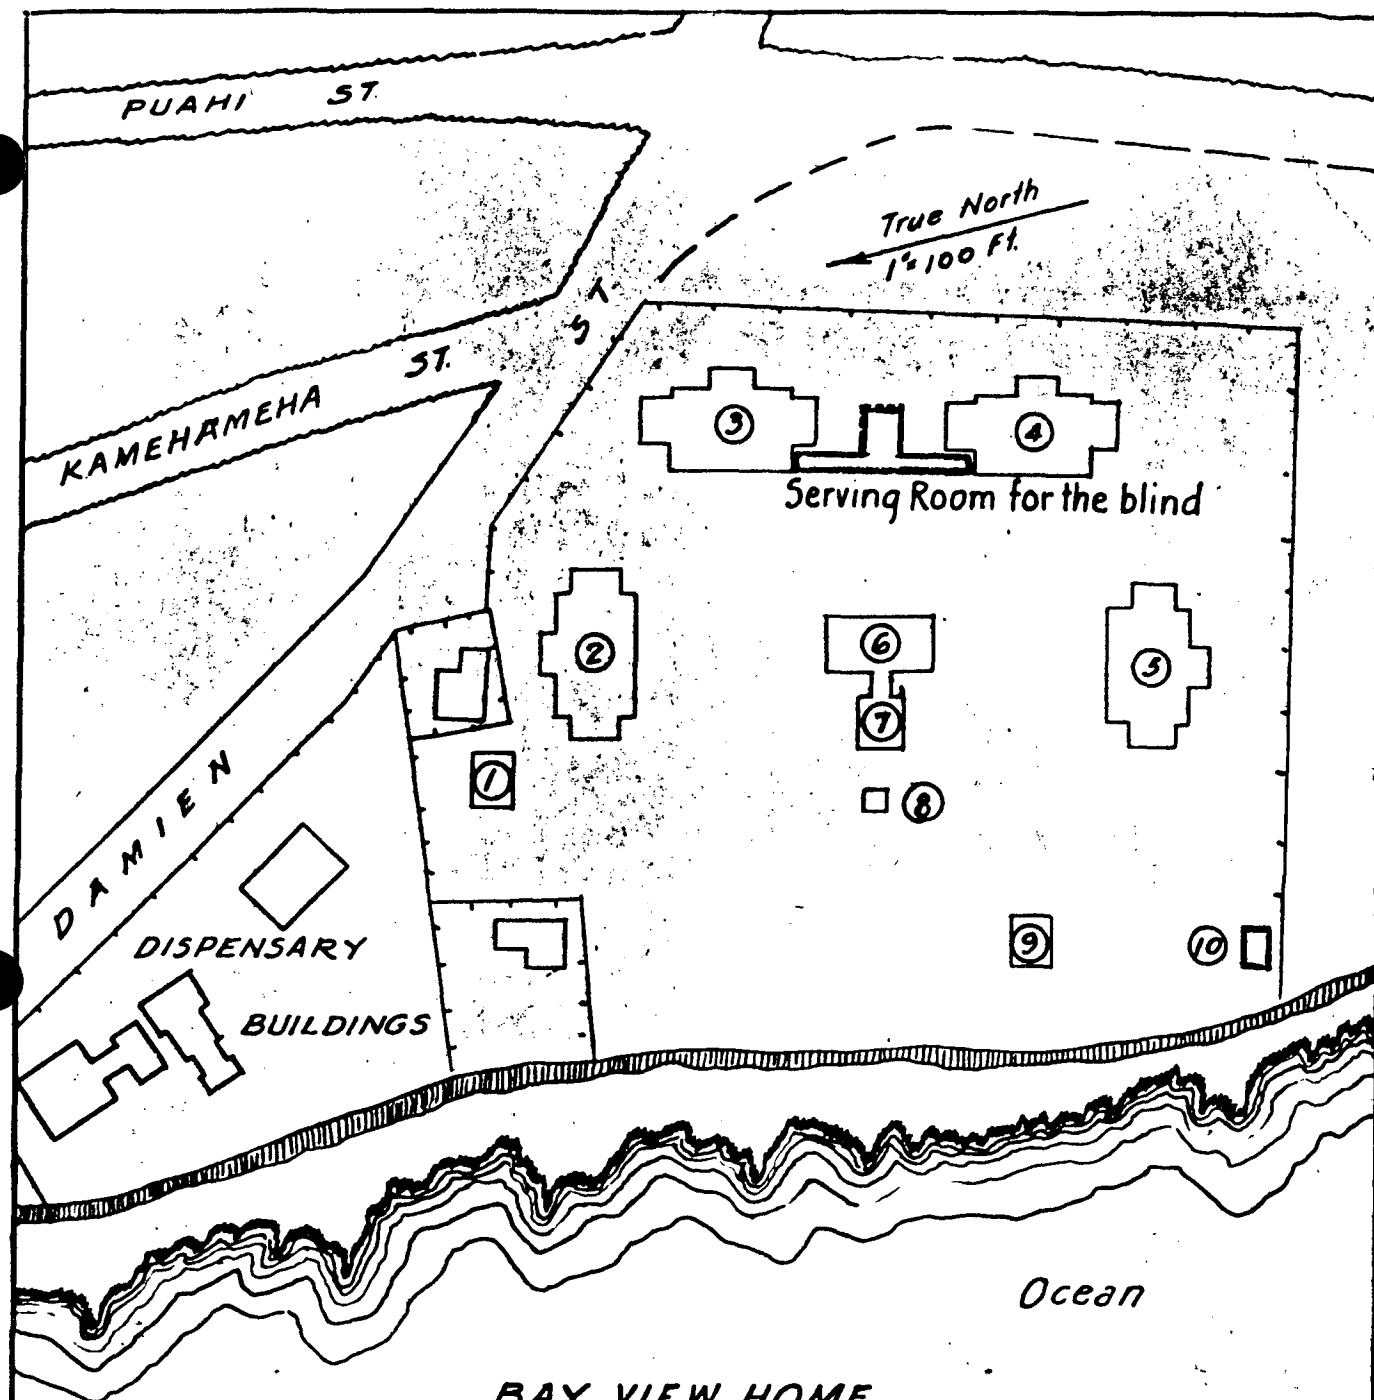 PUAHI ST.
True North
1"=100 Ft.
KAMEHAMEHA ST.
3
4
Serving Room for the blind
2
6
5
7
1
8
DAMIEN ST
DISPENSARY
BUILDINGS
9
10
Ocean
BAY VIEW HOME